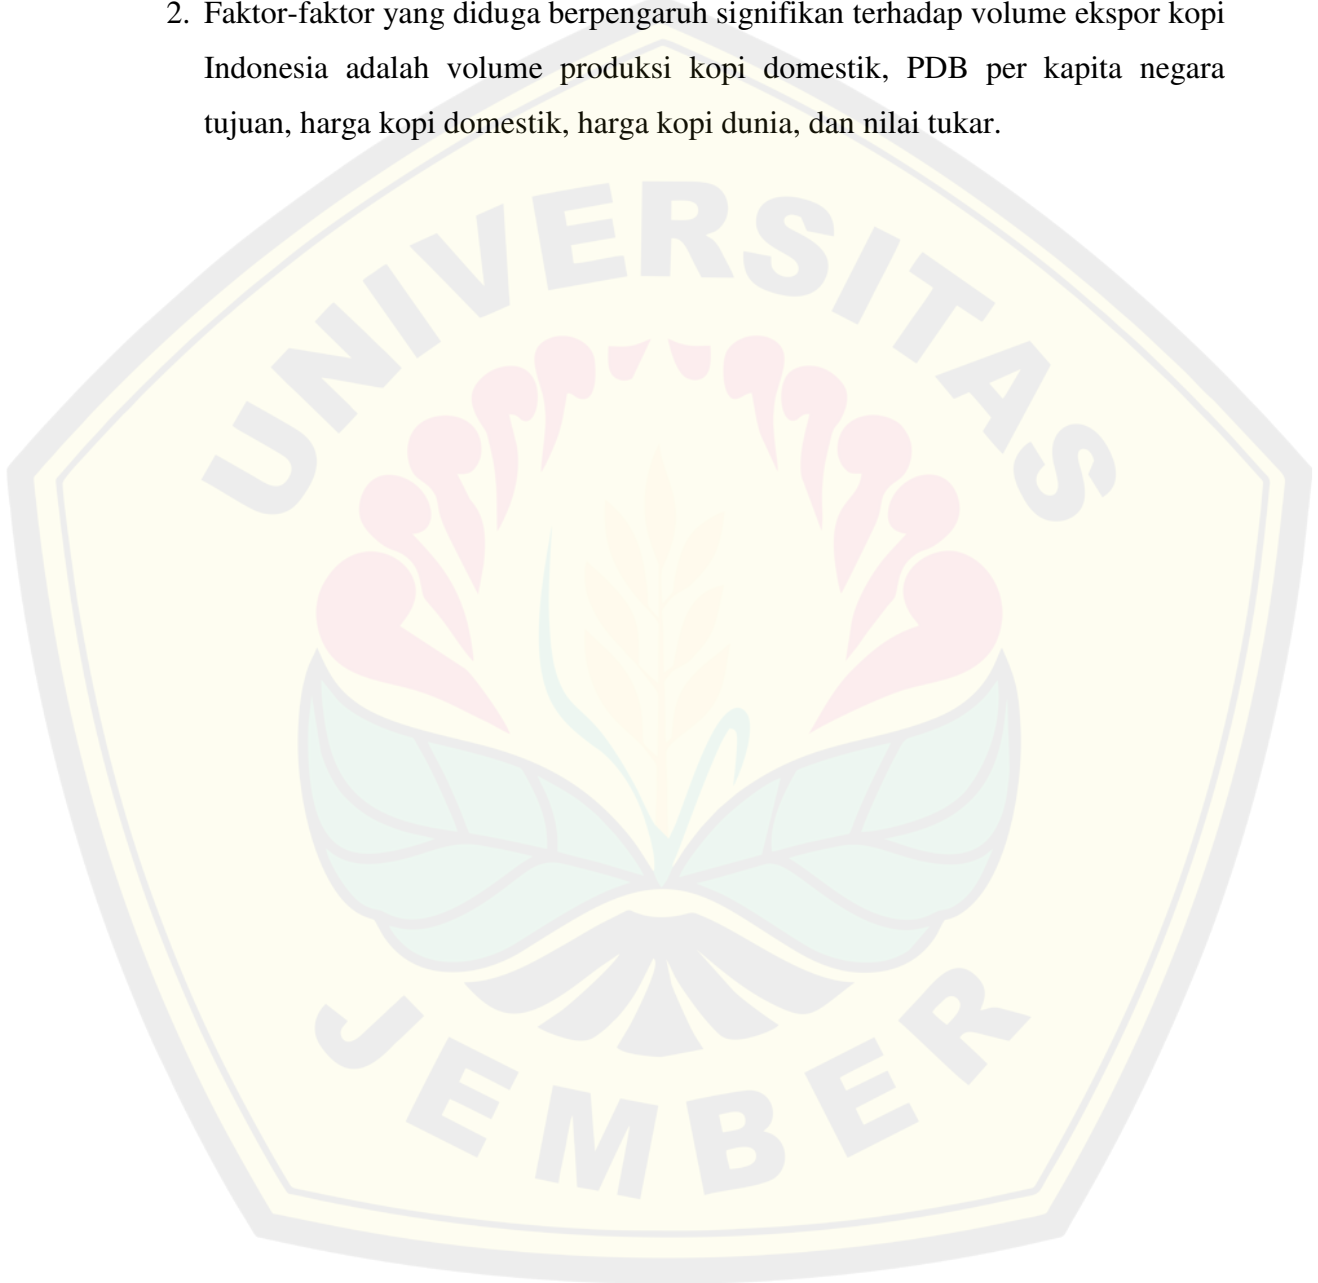 2. Faktor-faktor yang diduga berpengaruh signifikan terhadap volume ekspor kopi
Indonesia adalah volume produksi kopi domestik, PDB per kapita negara
tujuan, harga kopi domestik, harga kopi dunia, dan nilai tukar.
UNIVERSITAS
JEMBER